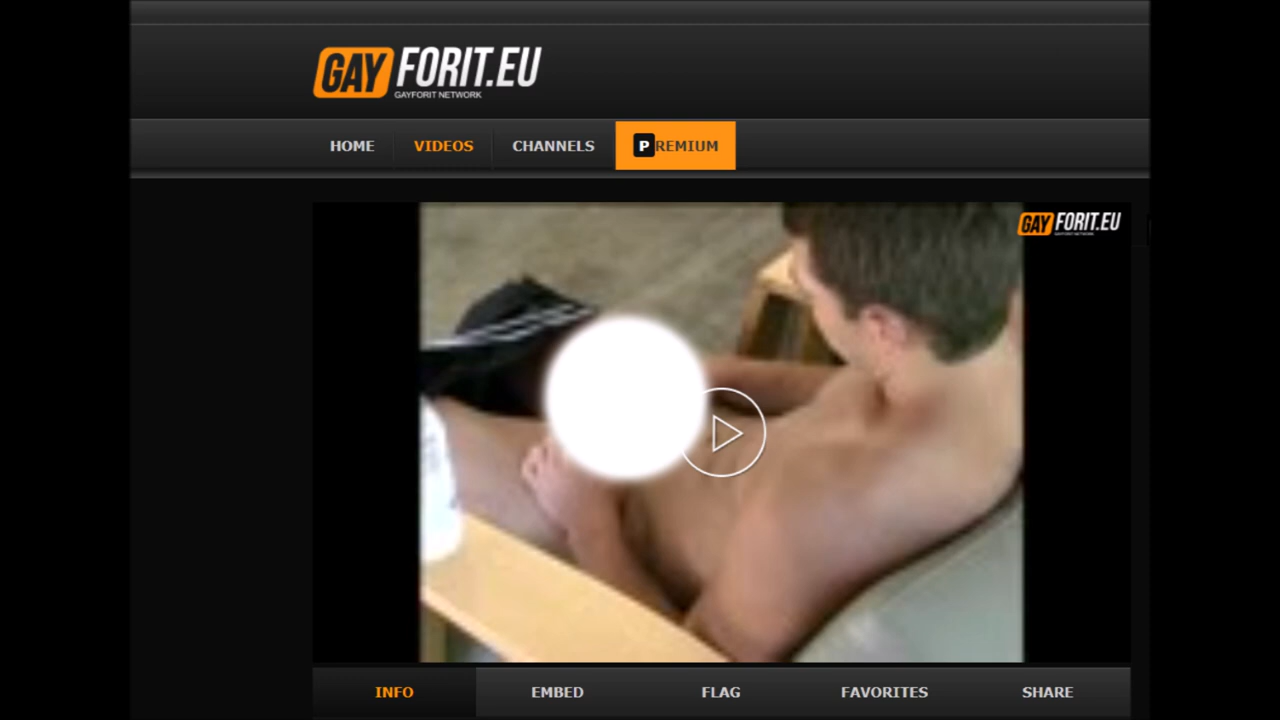 GAY FORIT.EU
GAYFORIT NETWORK
HOME VIDEOS CHANNELS PREMIUM
GAY FORIT.EU
INFO EMBED FLAG FAVORITES SHARE